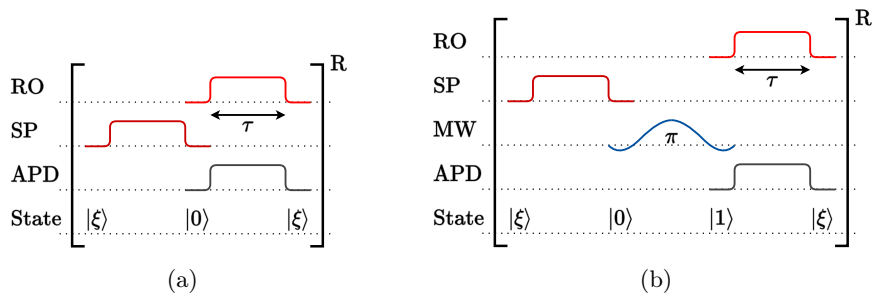 R
RO
τ
SP
APD
State |ξ⟩ |0⟩ |ξ⟩
(a)
R
RO
τ
SP
MW
π
APD
State |ξ⟩ |0⟩ |1⟩ |ξ⟩
(b)